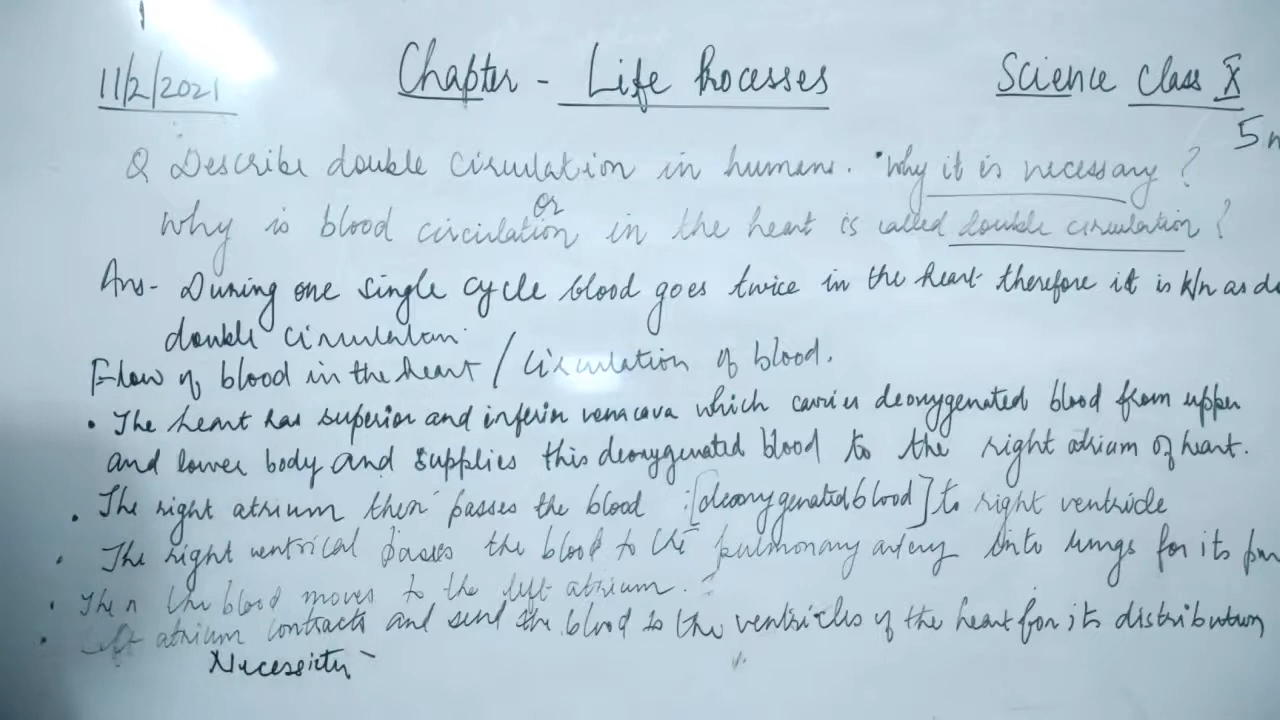 11/2/2021 Chapter - Life Processes Science Class X
5
Q Describe double circulation in humans. Why it is necessary?
or
Why is blood circulation in the heart is called double circulation?
Ans- During one single cycle blood goes twice in the heart therefore it is k/n as do
double circulation
Flow of blood in the heart / Circulation of blood.
• The heart has superior and inferior venacava which carries deoxygenated blood from upper
and lower body and supplies this deoxygenated blood to the right atrium of heart.
• The right atrium then passes the blood [deoxygenated blood] to right ventricle
• The right ventrical passes the blood to the pulmonary artery into lungs for its pur
• Then the blood moves to the left atrium.
• Left atrium contracts and send the blood to the ventricles of the heart for its distribution
Necessity -